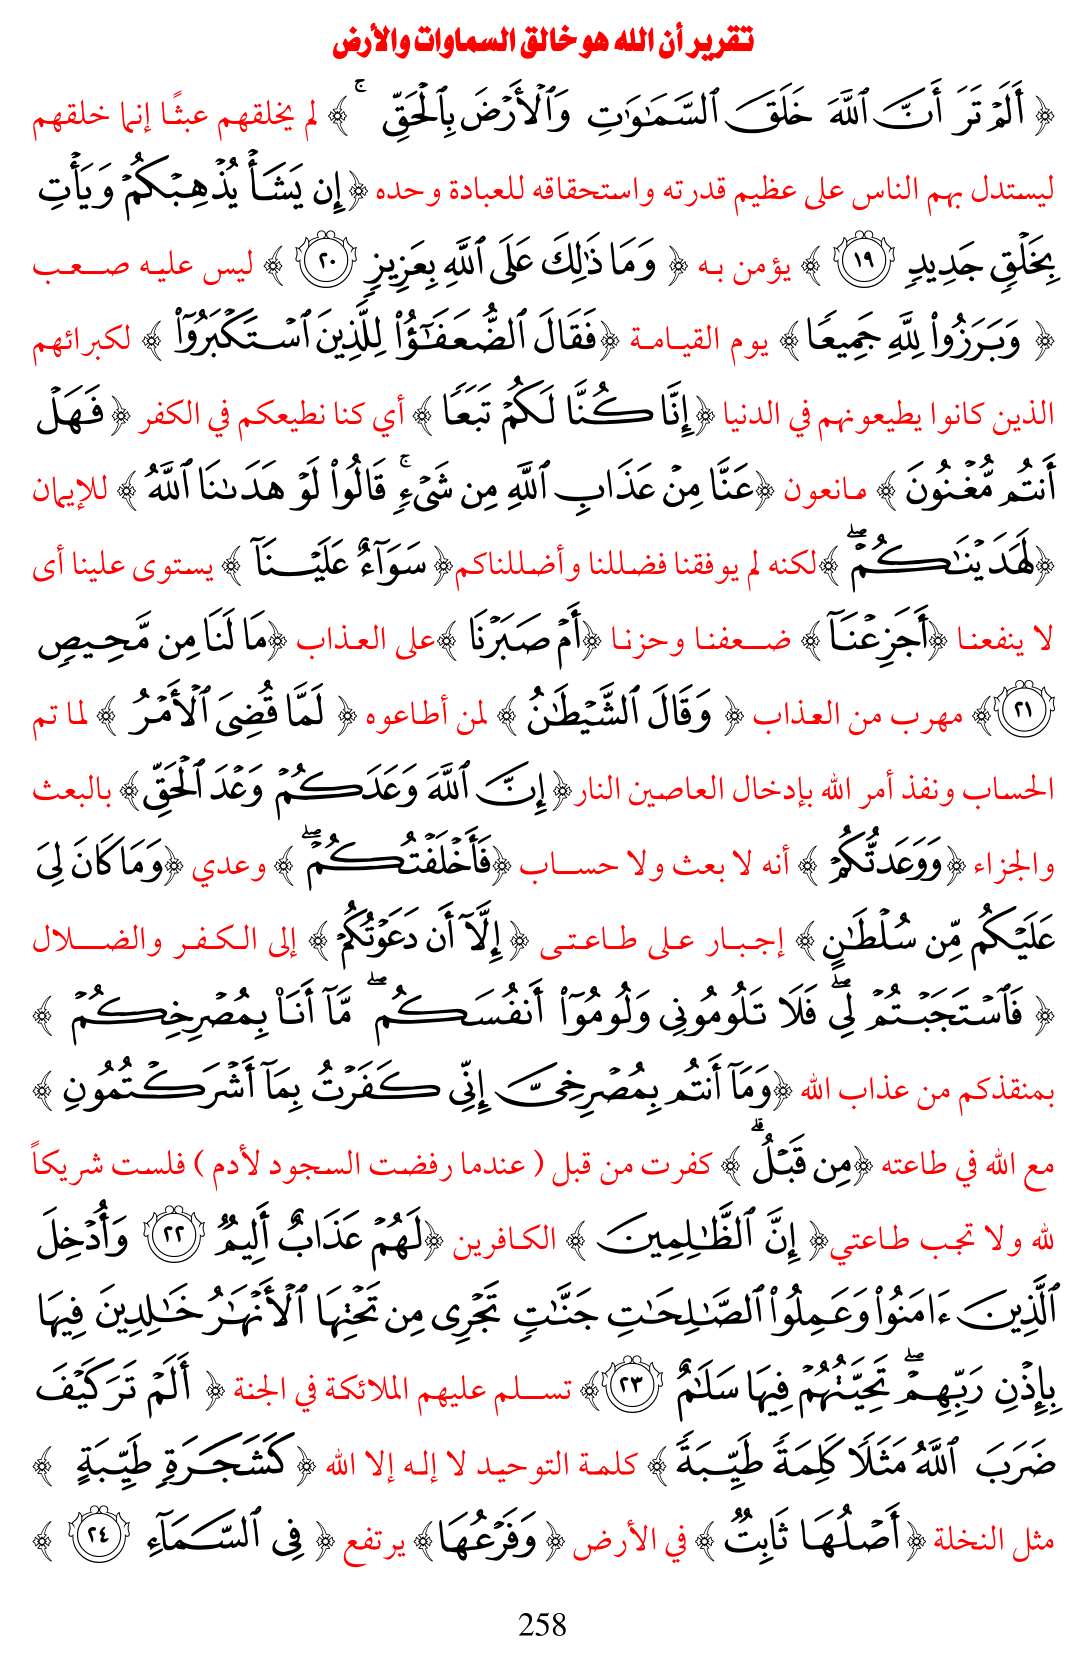 تقرير أن الله هو خالق السماوات والأرض
﴿ أَلَمْ تَرَ أَنَّ ٱللَّهَ خَلَقَ ٱلسَّمَٰوَٰتِ وَٱلْأَرْضَ بِٱلْحَقِّ ۚ ﴾ لم يخلقهم عبثًا إنما خلقهم
ليستدل بهم الناس على عظيم قدرته واستحقاقه للعبادة وحده ﴿إِن يَشَأْ يُذْهِبْكُمْ وَيَأْتِ
بِخَلْقٍ جَدِيدٍ ١٩ ﴾ يؤمن به ﴿ وَمَا ذَٰلِكَ عَلَى ٱللَّهِ بِعَزِيزٍ ٢٠ ﴾ ليس عليه صعب
﴿ وَبَرَزُوا۟ لِلَّهِ جَمِيعًا ﴾ يوم القيامة ﴿فَقَالَ ٱلضُّعَفَٰٓؤُا۟ لِلَّذِينَ ٱسْتَكْبَرُوٓا۟ ﴾ لكبرائهم
الذين كانوا يطيعونهم في الدنيا ﴿إِنَّا كُنَّا لَكُمْ تَبَعًا ﴾ أي كنا نطيعكم في الكفر ﴿ فَهَلْ
أَنتُم مُّغْنُونَ ﴾ مانعون ﴿عَنَّا مِنْ عَذَابِ ٱللَّهِ مِن شَىْءٍ ۚ قَالُوا۟ لَوْ هَدَىٰنَا ٱللَّهُ ﴾ للإيمان
﴿لَهَدَيْنَٰكُمْ ۖ ﴾لكنه لم يوفقنا فضللنا وأضللناكم﴿ سَوَآءٌ عَلَيْنَآ ﴾ يستوى علينا أى
لا ينفعنا ﴿أَجَزِعْنَآ ﴾ ضعفنا وحزنا ﴿أَمْ صَبَرْنَا ﴾على العذاب ﴿مَا لَنَا مِن مَّحِيصٍ
٢١ ﴾ مهرب من العذاب ﴿ وَقَالَ ٱلشَّيْطَٰنُ ﴾ لمن أطاعوه ﴿ لَمَّا قُضِىَ ٱلْأَمْرُ ﴾ لما تم
الحساب ونفذ أمر الله بإدخال العاصين النار﴿ إِنَّ ٱللَّهَ وَعَدَكُمْ وَعْدَ ٱلْحَقِّ ﴾ بالبعث
والجزاء ﴿وَوَعَدتُّكُمْ ﴾ أنه لا بعث ولا حساب ﴿فَأَخْلَفْتُكُمْ ۖ ﴾ وعدي ﴿وَمَا كَانَ لِىَ
عَلَيْكُم مِّن سُلْطَٰنٍ ﴾ إجبار على طاعتى ﴿ إِلَّآ أَن دَعَوْتُكُمْ ﴾ إلى الكفر والضلال
﴿ فَٱسْتَجَبْتُمْ لِى ۖ فَلَا تَلُومُونِى وَلُومُوٓا۟ أَنفُسَكُم ۖ مَّآ أَنَا۠ بِمُصْرِخِكُمْ ﴾
بمنقذكم من عذاب الله ﴿وَمَآ أَنتُم بِمُصْرِخِىَّ إِنِّى كَفَرْتُ بِمَآ أَشْرَكْتُمُونِ ﴾
مع الله في طاعته ﴿مِن قَبْلُ ۗ ﴾ كفرت من قبل ( عندما رفضت السجود لأدم ) فلست شريكاً
لله ولا تجب طاعتي﴿ إِنَّ ٱلظَّٰلِمِينَ ﴾ الكافرين ﴿لَهُمْ عَذَابٌ أَلِيمٌ ٢٢ وَأُدْخِلَ
ٱلَّذِينَ ءَامَنُوا۟ وَعَمِلُوا۟ ٱلصَّٰلِحَٰتِ جَنَّٰتٍ تَجْرِى مِن تَحْتِهَا ٱلْأَنْهَٰرُ خَٰلِدِينَ فِيهَا
بِإِذْنِ رَبِّهِمْ ۖ تَحِيَّتُهُمْ فِيهَا سَلَٰمٌ ٢٣ ﴾ تسلم عليهم الملائكة في الجنة ﴿ أَلَمْ تَرَ كَيْفَ
ضَرَبَ ٱللَّهُ مَثَلًا كَلِمَةً طَيِّبَةً ﴾ كلمة التوحيد لا إله إلا الله ﴿ كَشَجَرَةٍ طَيِّبَةٍ ﴾
مثل النخلة ﴿ أَصْلُهَا ثَابِتٌ ﴾ في الأرض ﴿ وَفَرْعُهَا ﴾ يرتفع ﴿ فِى ٱلسَّمَآءِ ٢٤ ﴾
258